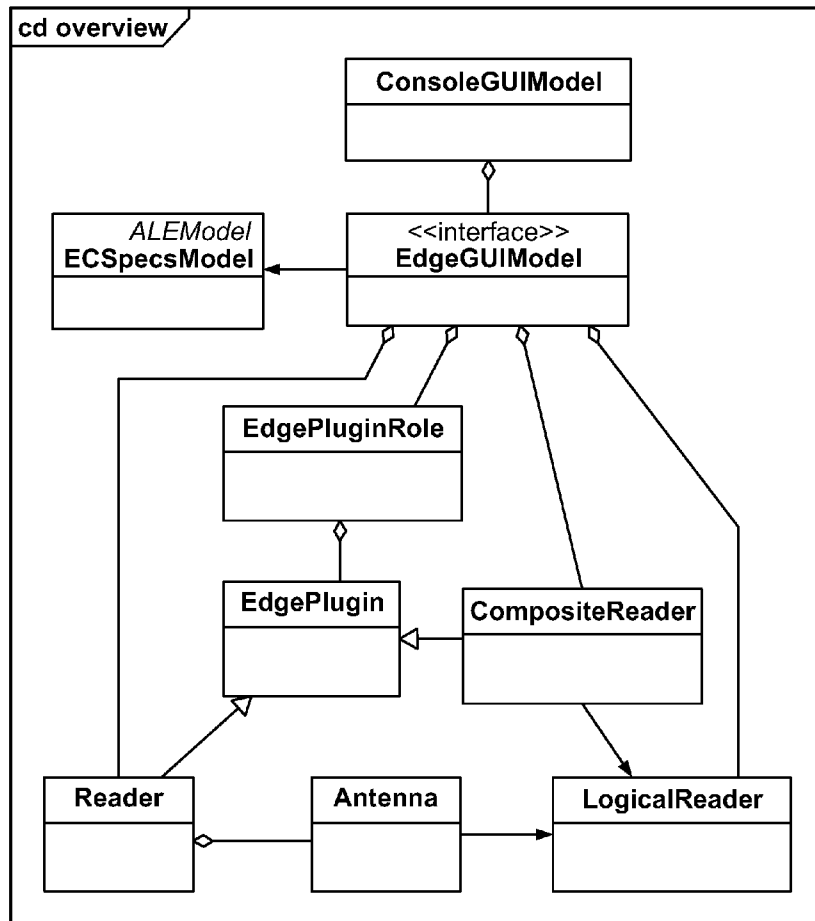 cd overview
ConsoleGUIModel
ALEModel
ECSpecsModel
<<interface>>
EdgeGUIModel
EdgePluginRole
EdgePlugin
CompositeReader
Reader
Antenna
LogicalReader